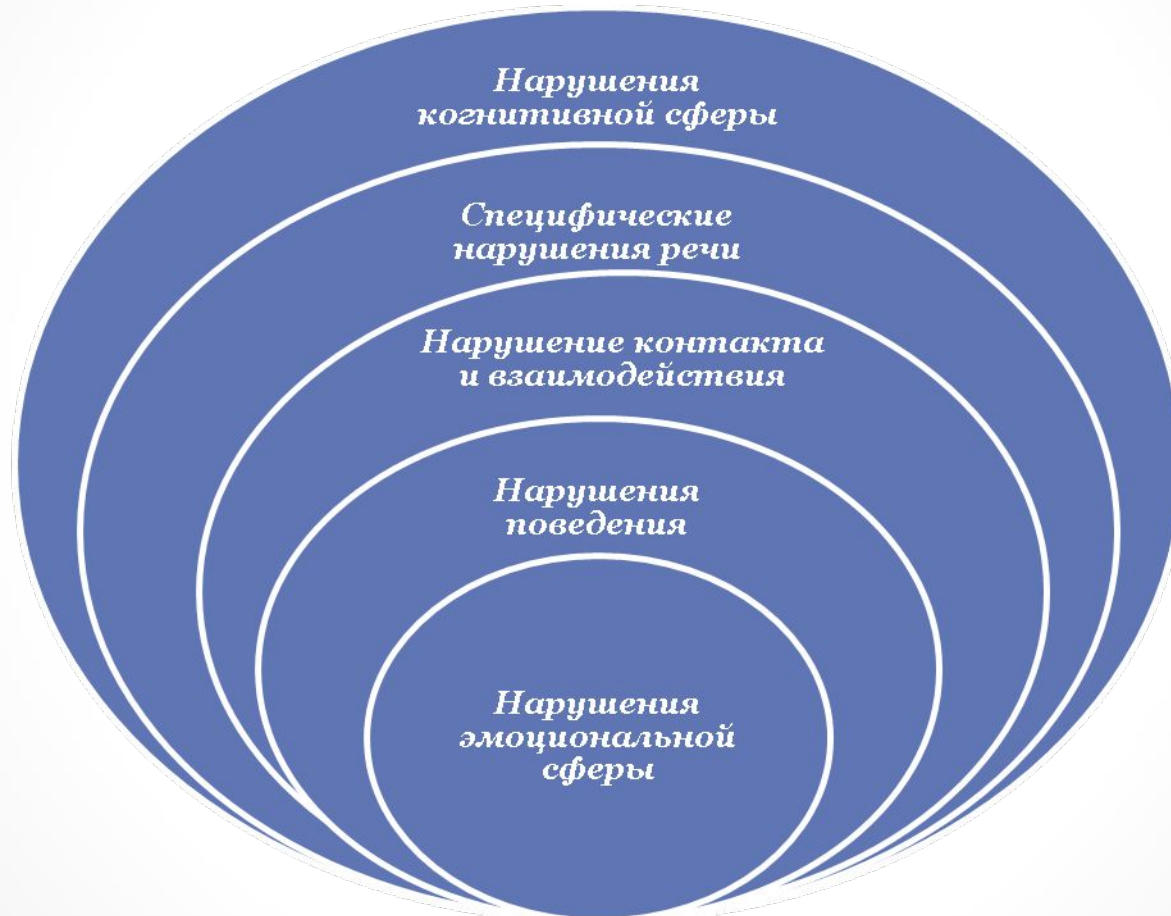 Нарушения
когнитивной сферы
Специфические
нарушения речи
Нарушение контакта
и взаимодействия
Нарушения
поведения
Нарушения
эмоциональной
сферы